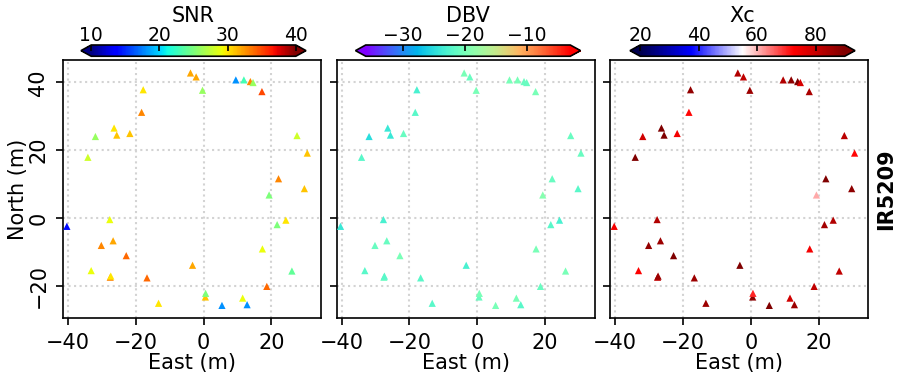 SNR DBV Xc
10 20 30 40 −30 −20 −10 20 40 60 80
40
20
0
−20
North (m)
IR5209
−40 −20 0 20 −40 −20 0 20 −40 −20 0 20
East (m) East (m) East (m)